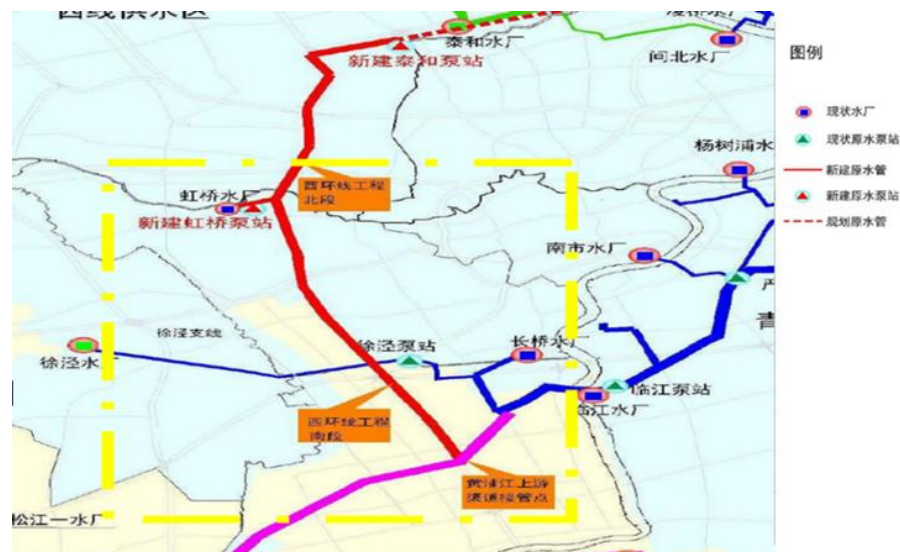 西线供水区
泰和水厂
新建泰和泵站
闸北水厂
杨树浦水
西环线工程
北段
虹桥水厂
新建虹桥泵站
南市水厂
徐泾支线
徐泾泵站
长桥水厂
徐泾水厂
临江泵站
临江水厂
西环线工程
南段
黄浦江上游
渠道接管点
松江一水厂
青
图例
现状水厂
现状原水泵站
新建原水管
新建原水泵站
规划原水管